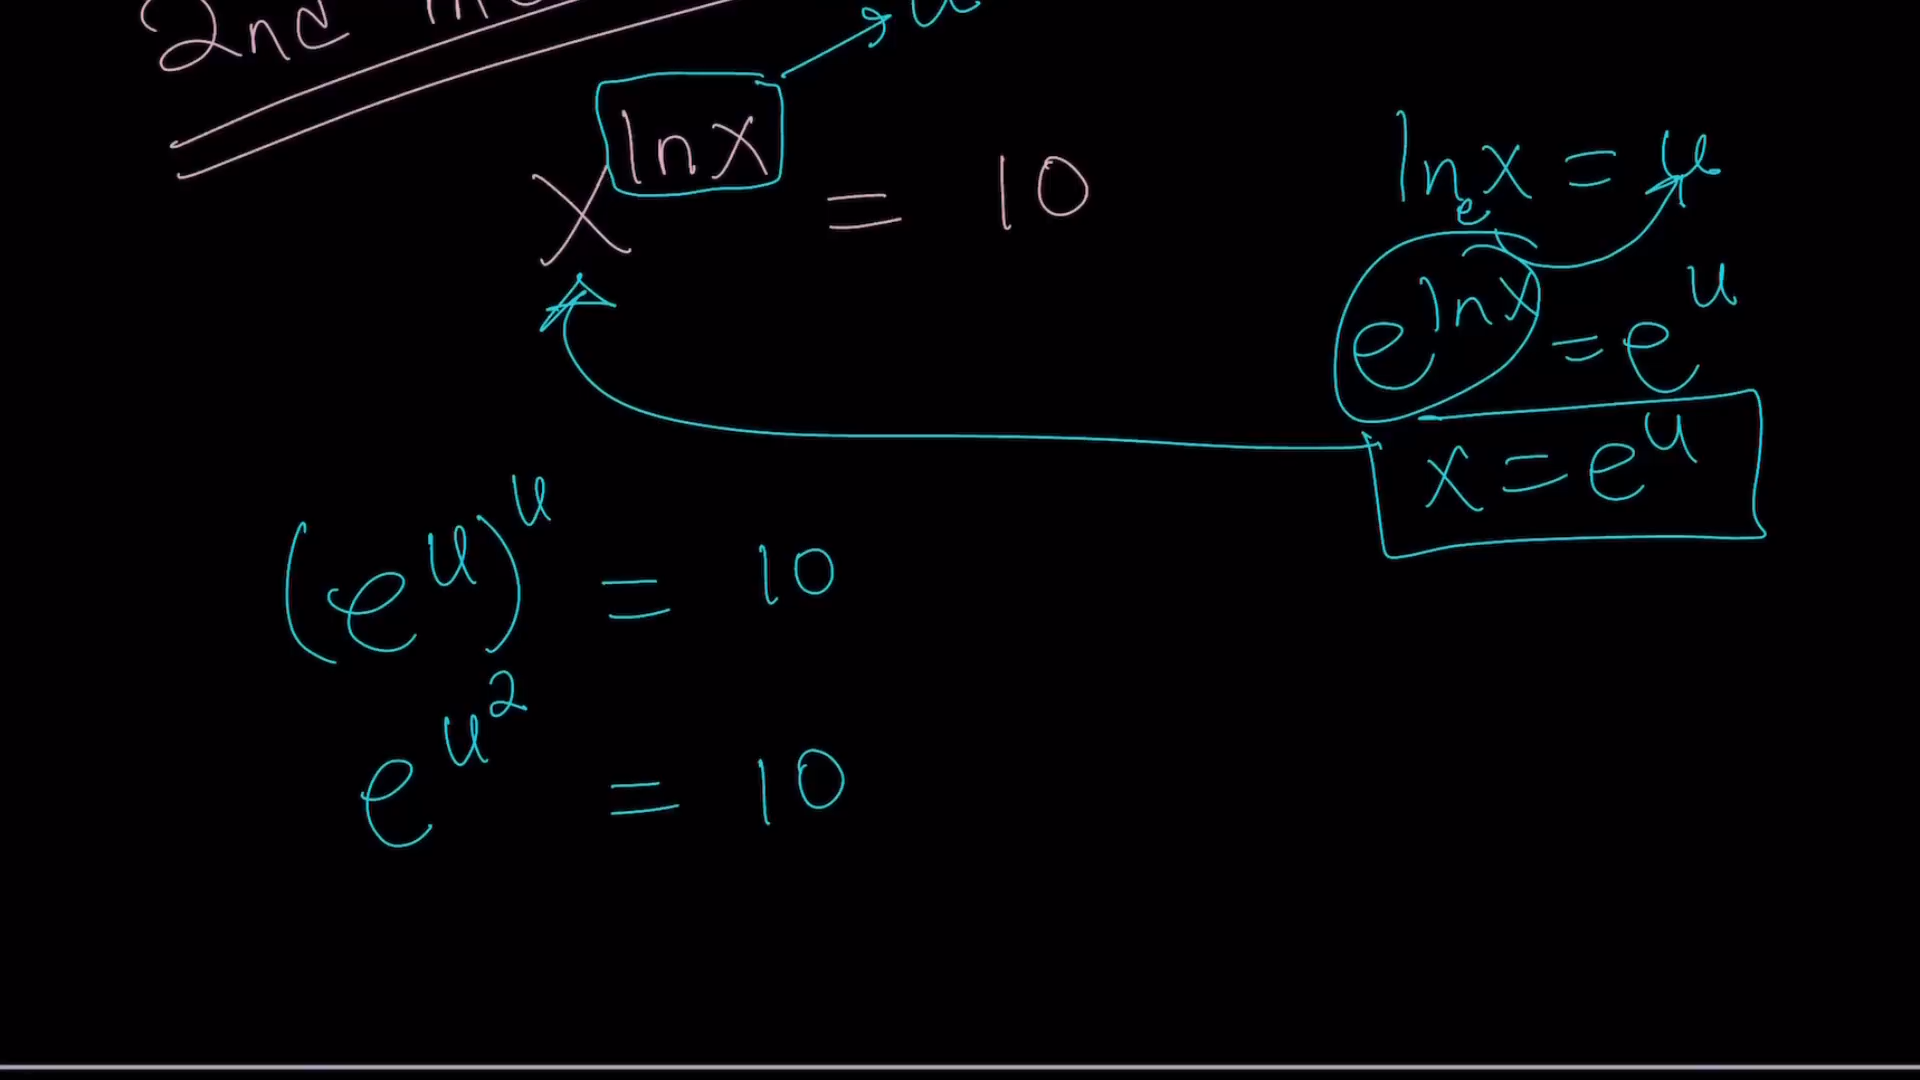 2nd
u
x^{ln x} = 10
ln_e x = u
e^{ln x} = e^u
x = e^u
(e^u)^u = 10
e^{u^2} = 10